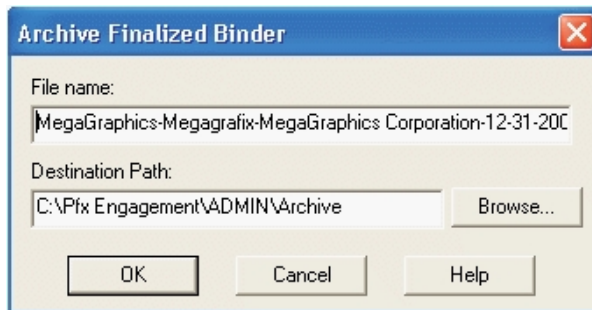 Archive Finalized Binder
File name:
MegaGraphics-Megagrafix-MegaGraphics Corporation-12-31-200
Destination Path:
C:\Pfx Engagement\ADMIN\Archive
Browse...
OK
Cancel
Help